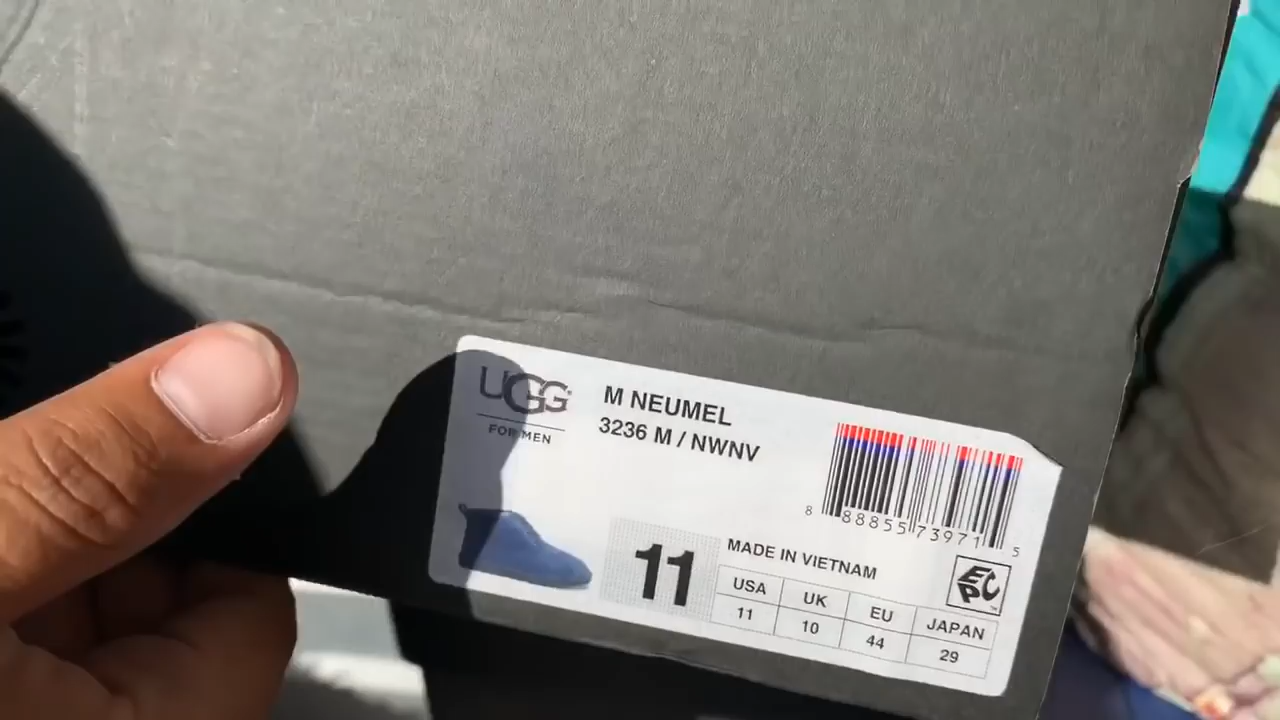 UGG
FOR MEN
M NEUMEL
3236 M / NWNV
8 88855 73971 5
11
MADE IN VIETNAM
USA UK EU JAPAN
11 10 44 29
EPC